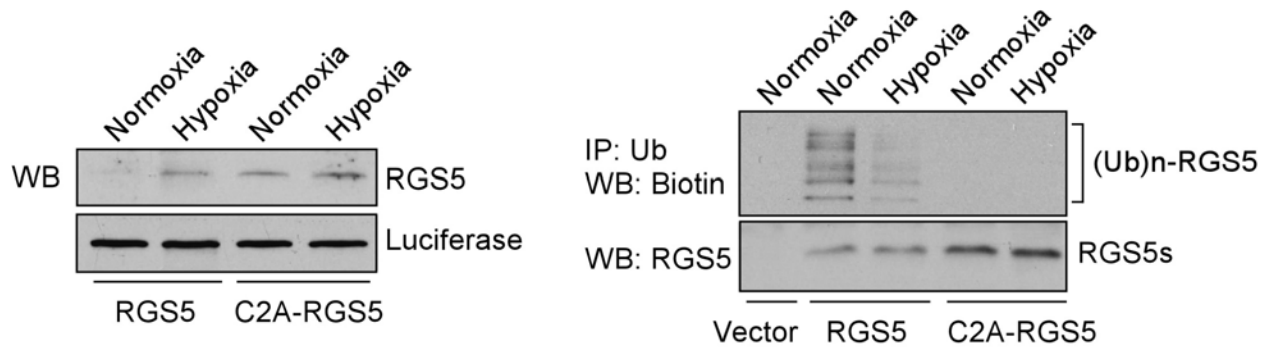 Normoxia
Hypoxia
Normoxia
Hypoxia
WB
RGS5
Luciferase
RGS5
C2A-RGS5
Normoxia
Normoxia
Hypoxia
Normoxia
Hypoxia
IP: Ub
WB: Biotin
(Ub)n-RGS5
WB: RGS5
RGS5s
Vector
RGS5
C2A-RGS5